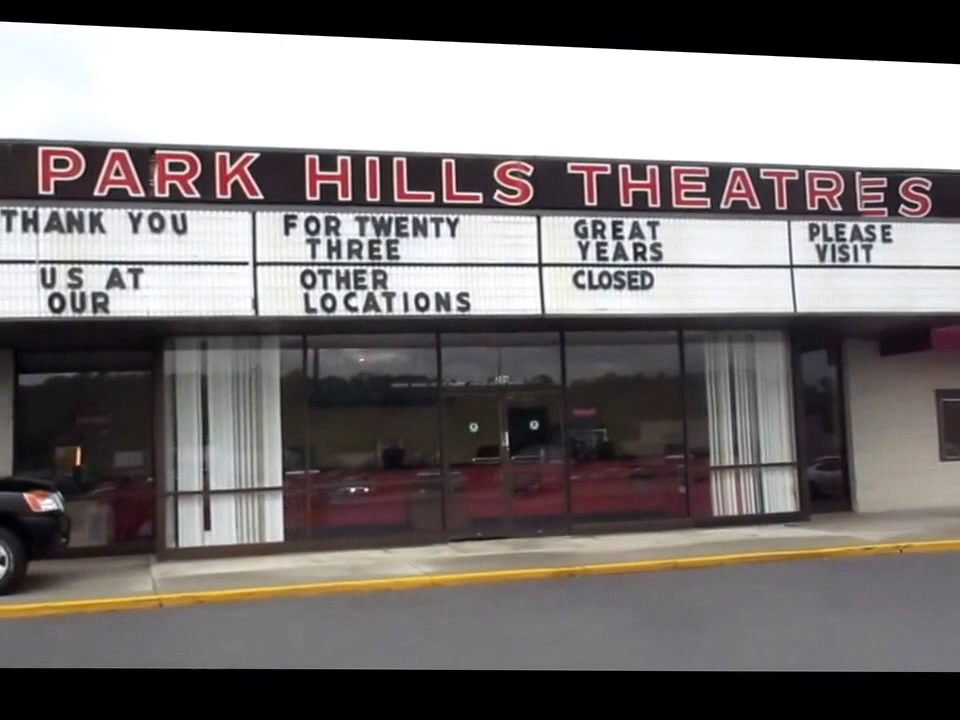 PARK HILLS THEATRES
THANK YOU
FOR TWENTY
THREE
GREAT
YEARS
PLEASE
VISIT
US AT
OUR
OTHER
LOCATIONS
CLOSED